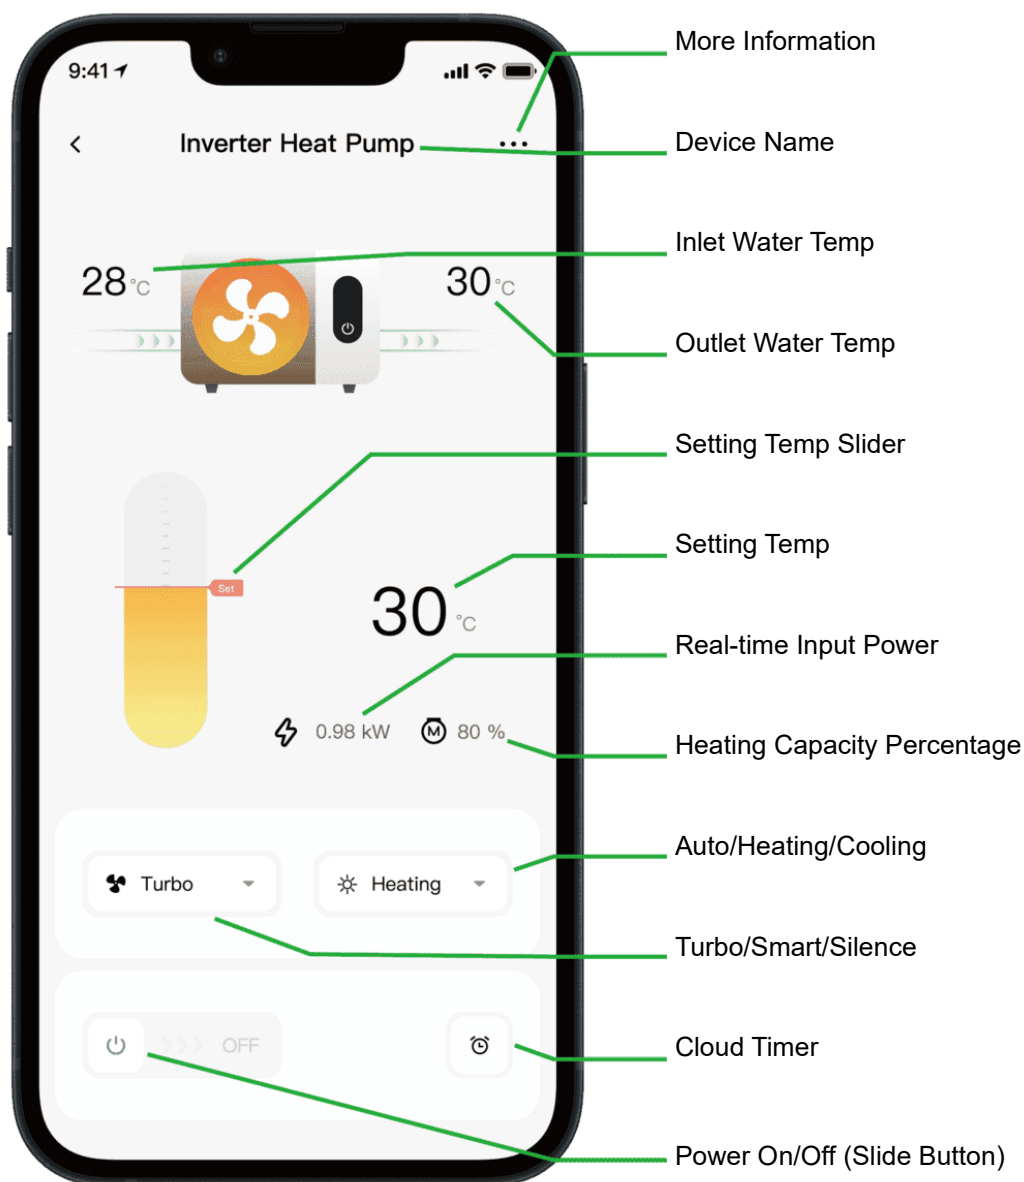 More Information
9:41
Inverter Heat Pump
Device Name
Inlet Water Temp
28 °C
30 °C
Outlet Water Temp
Setting Temp Slider
Set
Setting Temp
30 °C
Real-time Input Power
0.98 kW
M 80 %
Heating Capacity Percentage
Auto/Heating/Cooling
Turbo
Heating
Turbo/Smart/Silence
OFF
Cloud Timer
Power On/Off (Slide Button)